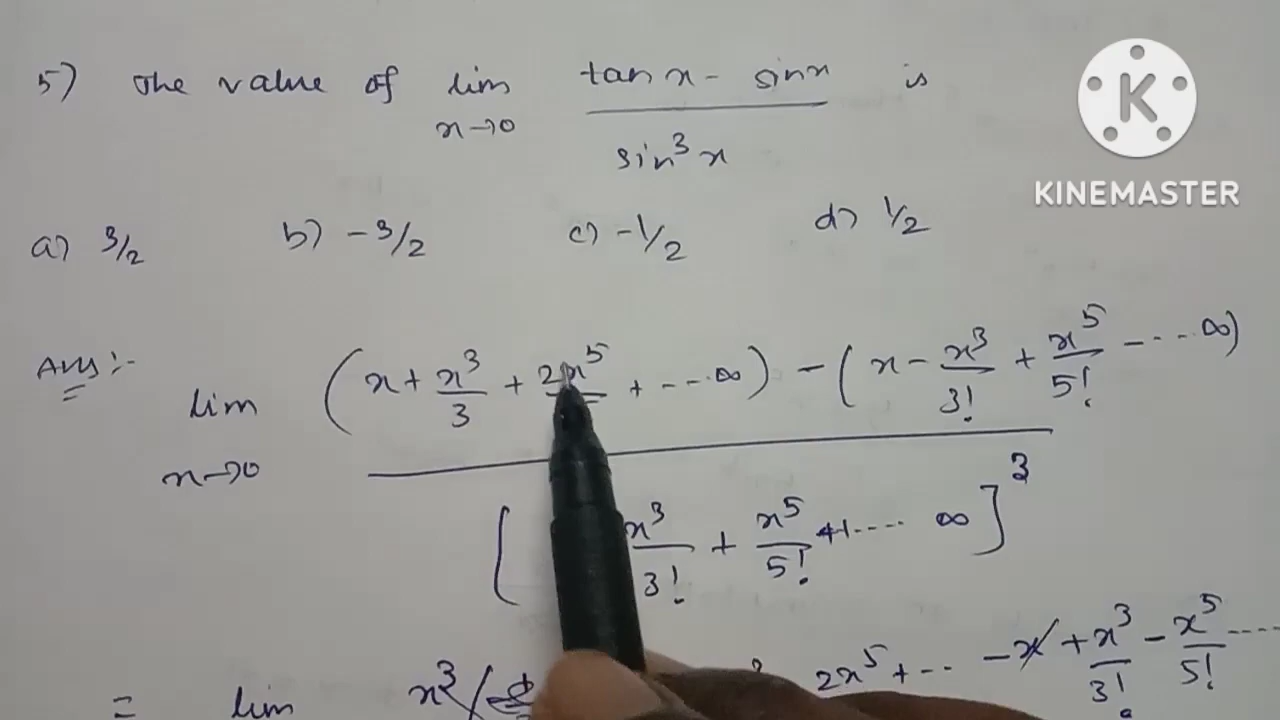 5) The value of lim tan x - sin x is
x→0 sin³ x
a) 3/2 b) -3/2 c) -1/2 d) 1/2
K
KINEMASTER
Ans :-
lim (x + x³/3 + 2x⁵ + ---∞) - (x - x³/3! + x⁵/5! ----∞)
x→0 [ x³/3! + x⁵/5! +.... ∞]³
= lim x³ 2x⁵ + -- - x + x³/3! - x⁵/5! ----